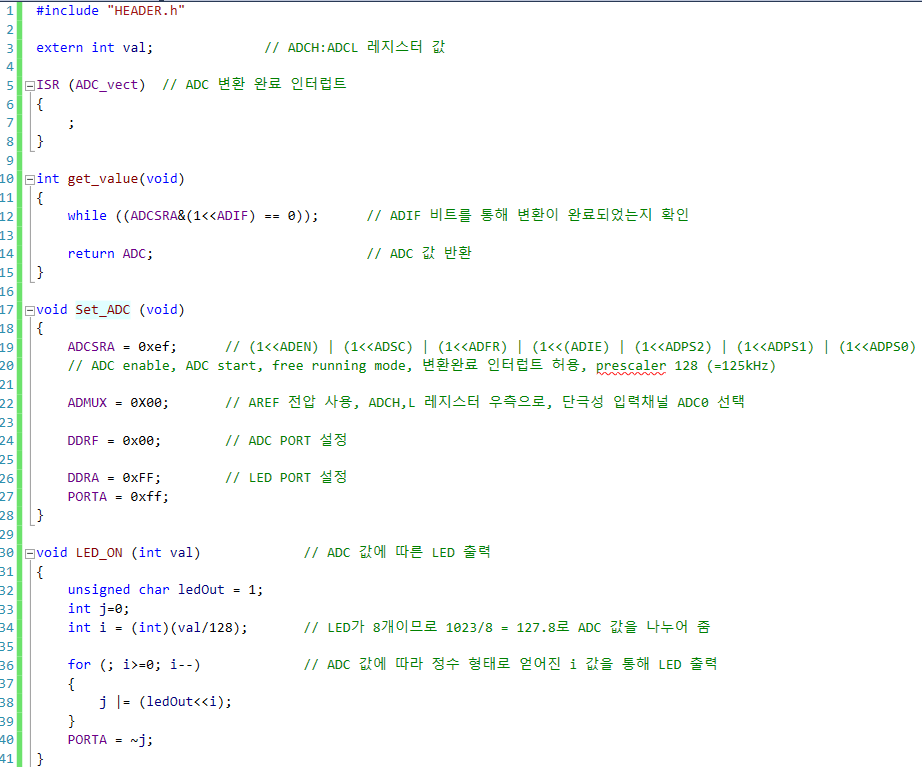 1 #include "HEADER.h"
2
3 extern int val; // ADCH:ADCL 레지스터 값
4
5 ISR (ADC_vect) // ADC 변환 완료 인터럽트
6 {
7 ;
8 }
9
10 int get_value(void)
11 {
12 while ((ADCSRA&(1<<ADIF) == 0)); // ADIF 비트를 통해 변환이 완료되었는지 확인
13
14 return ADC; // ADC 값 반환
15 }
16
17 void Set_ADC (void)
18 {
19 ADCSRA = 0xef; // (1<<ADEN) | (1<<ADSC) | (1<<ADFR) | (1<<(ADIE) | (1<<ADPS2) | (1<<ADPS1) | (1<<ADPS0)
20 // ADC enable, ADC start, free running mode, 변환완료 인터럽트 허용, prescaler 128 (=125kHz)
21
22 ADMUX = 0X00; // AREF 전압 사용, ADCH,L 레지스터 우측으로, 단극성 입력채널 ADC0 선택
23
24 DDRF = 0x00; // ADC PORT 설정
25
26 DDRA = 0xFF; // LED PORT 설정
27 PORTA = 0xff;
28 }
29
30 void LED_ON (int val) // ADC 값에 따른 LED 출력
31 {
32 unsigned char ledOut = 1;
33 int j=0;
34 int i = (int)(val/128); // LED가 8개이므로 1023/8 = 127.8로 ADC 값을 나누어 줌
35
36 for (; i>=0; i--) // ADC 값에 따라 정수 형태로 얻어진 i 값을 통해 LED 출력
37 {
38 j |= (ledOut<<i);
39 }
40 PORTA = ~j;
41 }